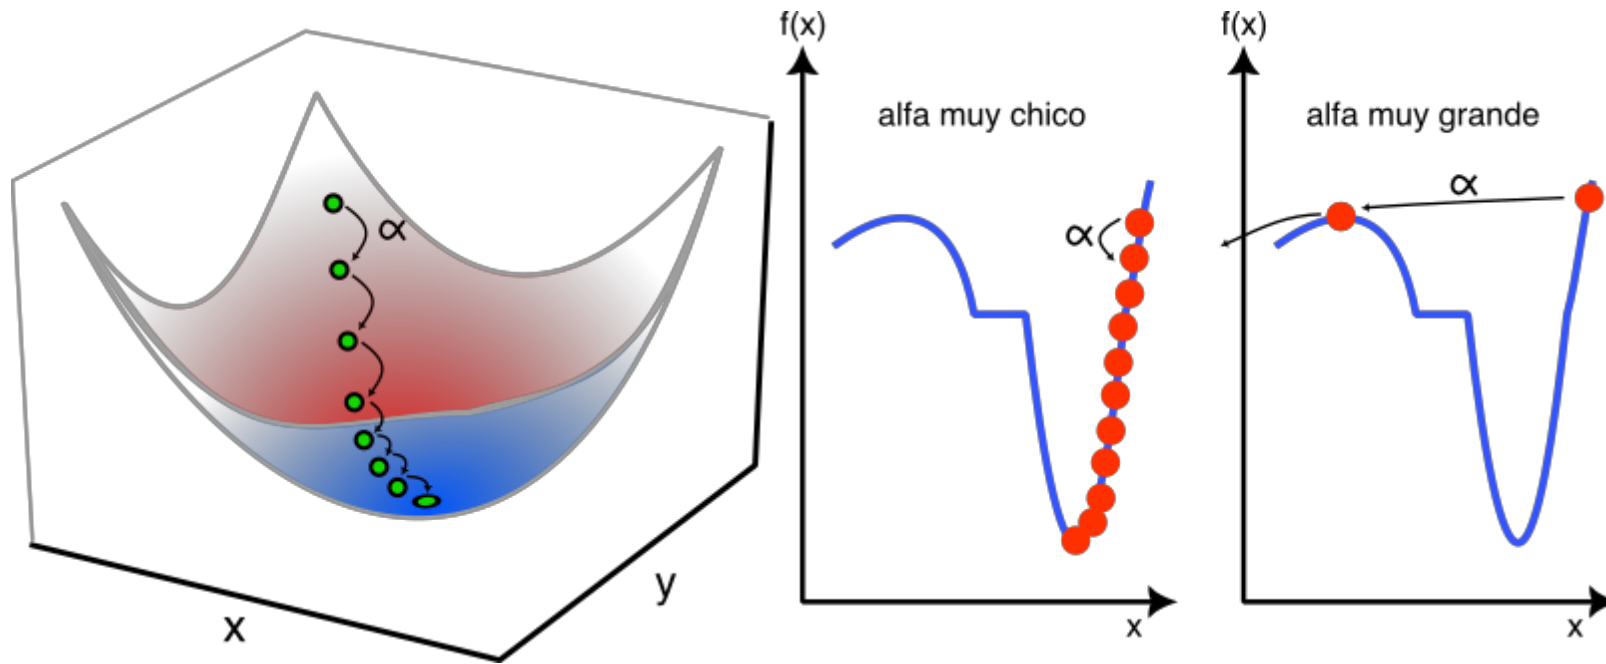 ∝
x
y
f(x)
alfa muy chico
∝
x
f(x)
alfa muy grande
∝
x